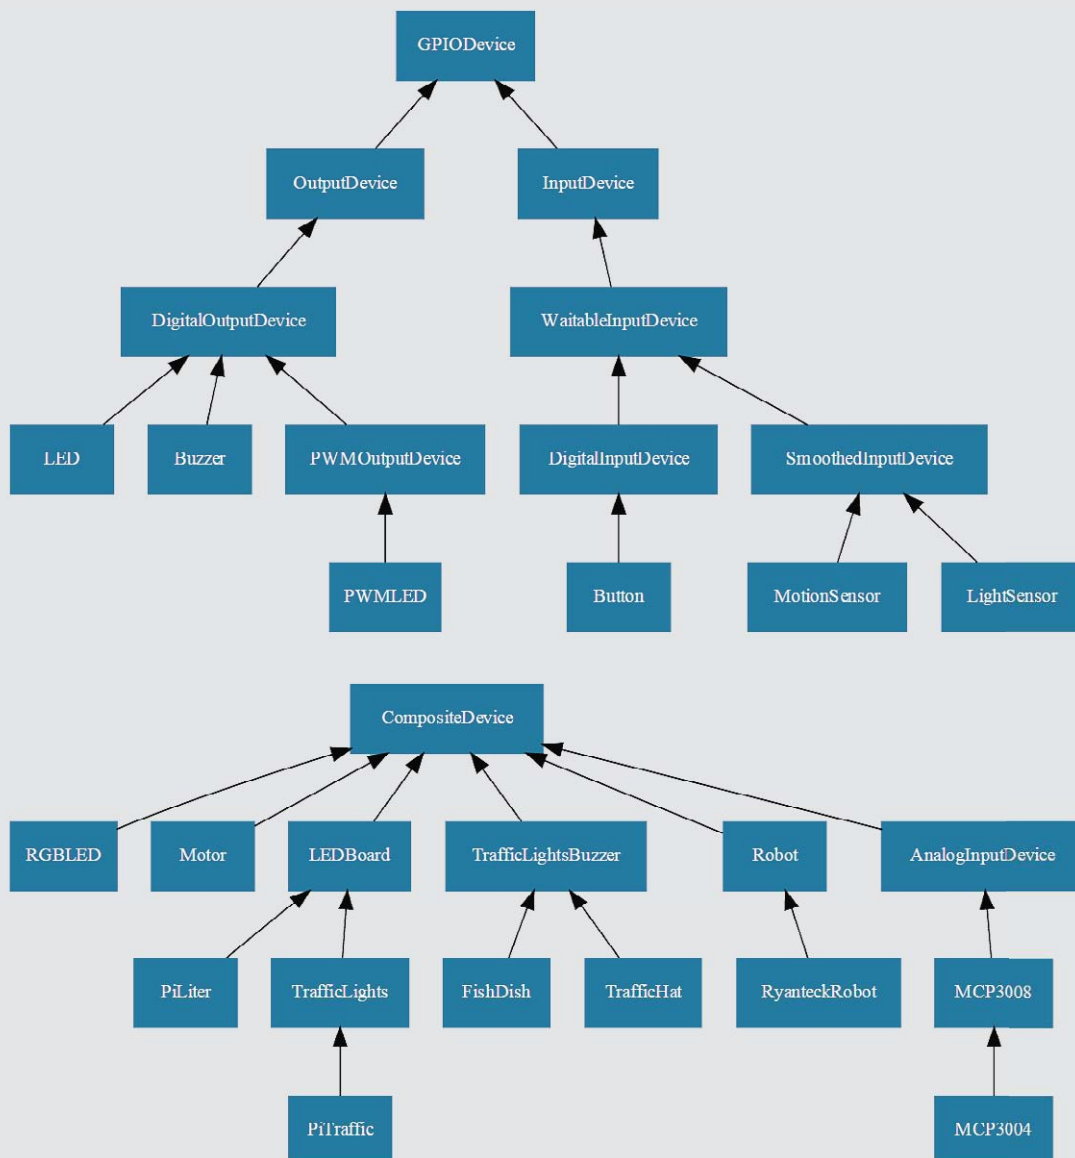 GPIODevice
OutputDevice
InputDevice
DigitalOutputDevice
WaitableInputDevice
LED
Buzzer
PWMOutputDevice
DigitalInputDevice
SmoothedInputDevice
PWMLED
Button
MotionSensor
LightSensor
CompositeDevice
RGBLED
Motor
LEDBoard
TrafficLightsBuzzer
Robot
AnalogInputDevice
PiLiter
TrafficLights
FishDish
TrafficHat
RyanteckRobot
MCP3008
PiTraffic
MCP3004